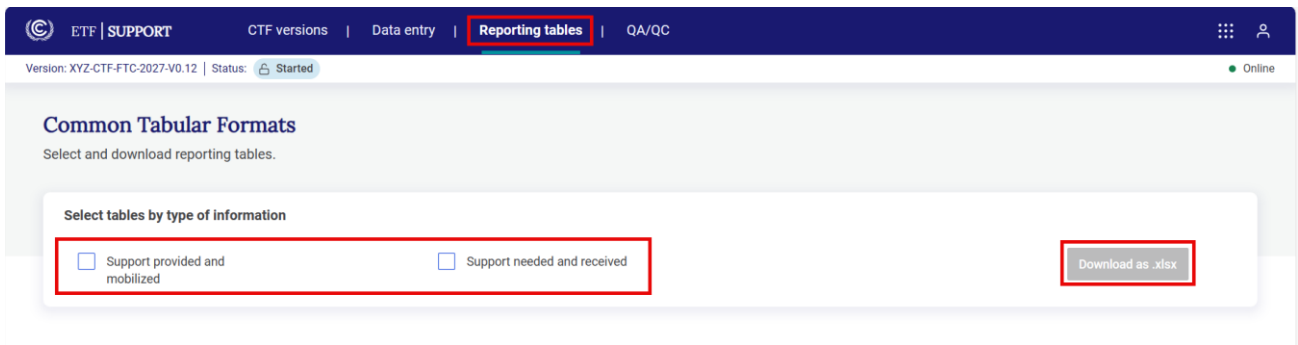 ETF | SUPPORT CTF versions | Data entry | Reporting tables | QA/QC
Version: XYZ-CTF-FTC-2027-V0.12 | Status: Started Online
Common Tabular Formats
Select and download reporting tables.
Select tables by type of information
Support provided and
mobilized
Support needed and received
Download as .xlsx